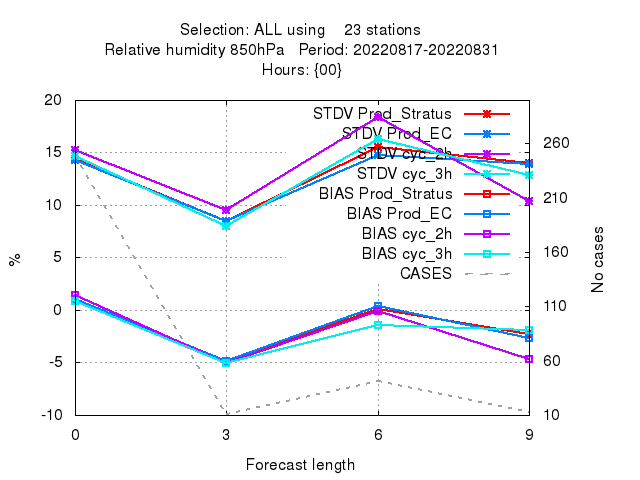 Selection: ALL using 23 stations
Relative humidity 850hPa Period: 20220817-20220831
Hours: {00}
20
15
10
5
0
-5
-10
%
260
210
160
110
60
10
No cases
STDV Prod_Stratus
STDV Prod_EC
STDV cyc_2h
STDV cyc_3h
BIAS Prod_Stratus
BIAS Prod_EC
BIAS cyc_2h
BIAS cyc_3h
CASES
0 3 6 9
Forecast length